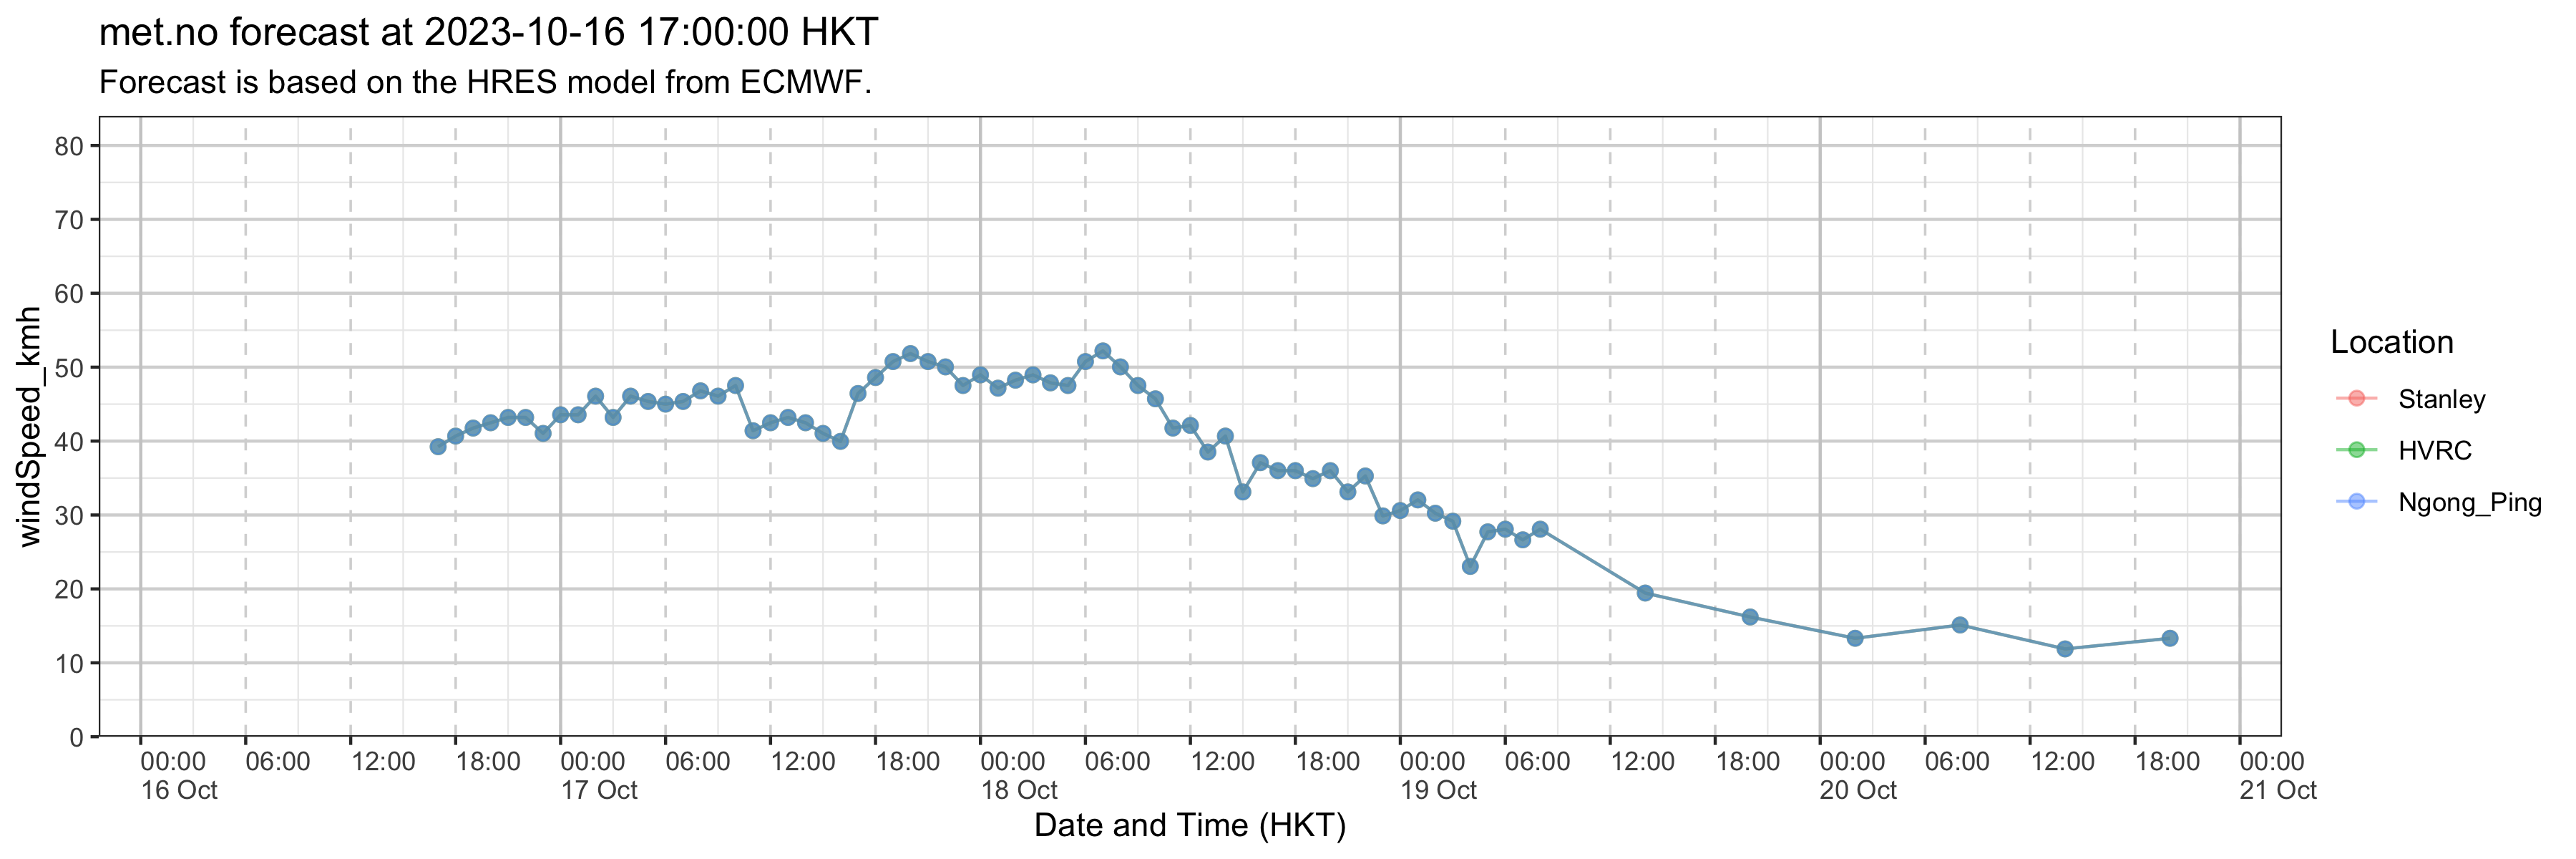 met.no forecast at 2023-10-16 17:00:00 HKT
Forecast is based on the HRES model from ECMWF.
windSpeed_kmh
80
70
60
50
40
30
20
10
0
00:00 06:00 12:00 18:00 00:00 06:00 12:00 18:00 00:00 06:00 12:00 18:00 00:00 06:00 12:00 18:00 00:00 06:00 12:00 18:00 00:00
16 Oct 17 Oct 18 Oct 19 Oct 20 Oct 21 Oct
Date and Time (HKT)
Location
Stanley
HVRC
Ngong_Ping